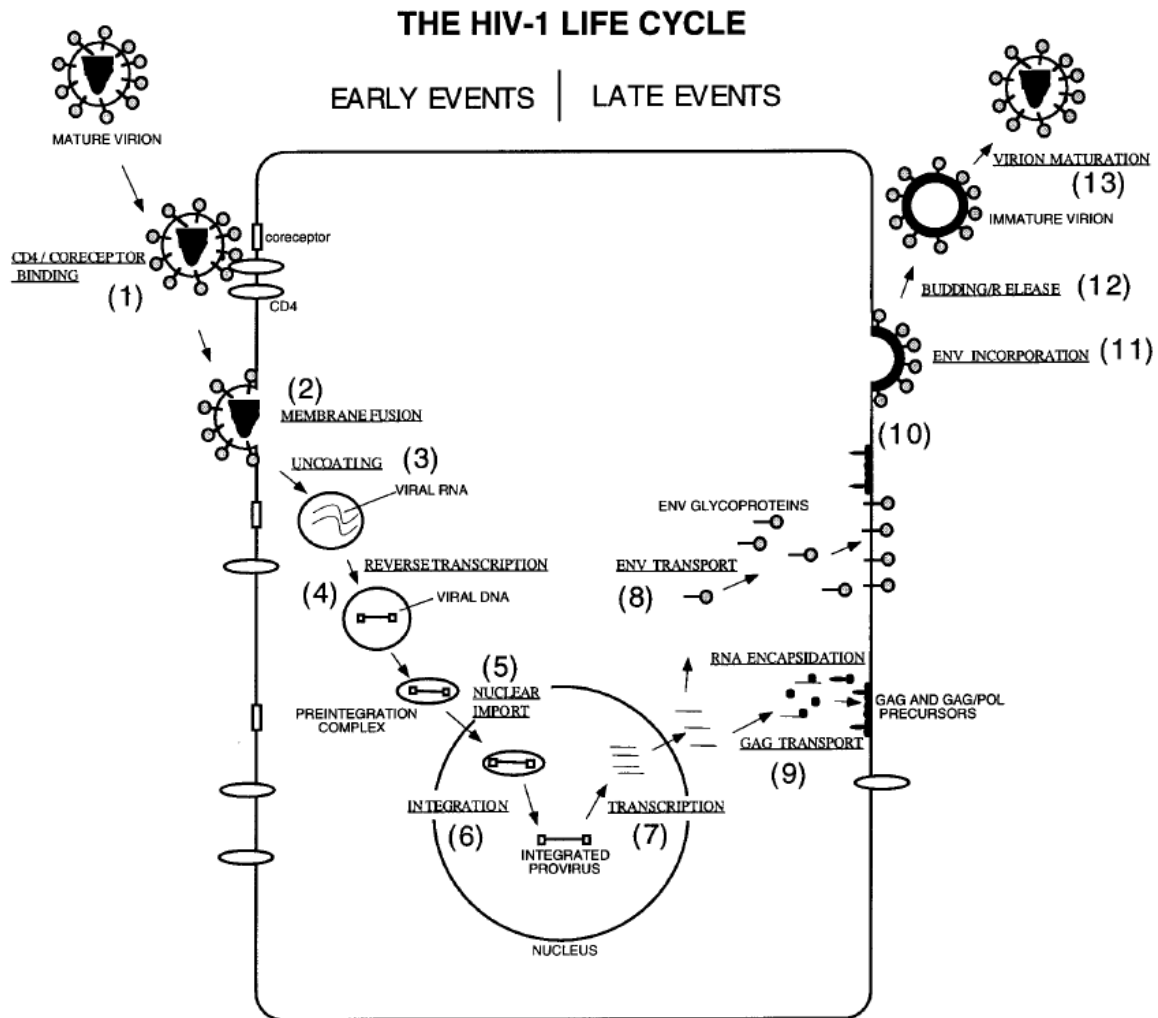 THE HIV-1 LIFE CYCLE
EARLY EVENTS | LATE EVENTS
MATURE VIRION
CD4 / CORECEPTOR
BINDING
(1)
coreceptor
CD4
(2)
MEMBRANE FUSION
UNCOATING (3)
VIRAL RNA
REVERSE TRANSCRIPTION
(4)
VIRAL DNA
(5)
NUCLEAR
IMPORT
PREINTEGRATION
COMPLEX
INTEGRATION
(6)
INTEGRATED
PROVIRUS
TRANSCRIPTION
(7)
NUCLEUS
ENV GLYCOPROTEINS
ENV TRANSPORT
(8)
RNA ENCAPSIDATION
GAG AND GAG/POL
PRECURSORS
GAG TRANSPORT
(9)
(10)
ENV INCORPORATION (11)
BUDDING/RELEASE (12)
IMMATURE VIRION
VIRION MATURATION
(13)